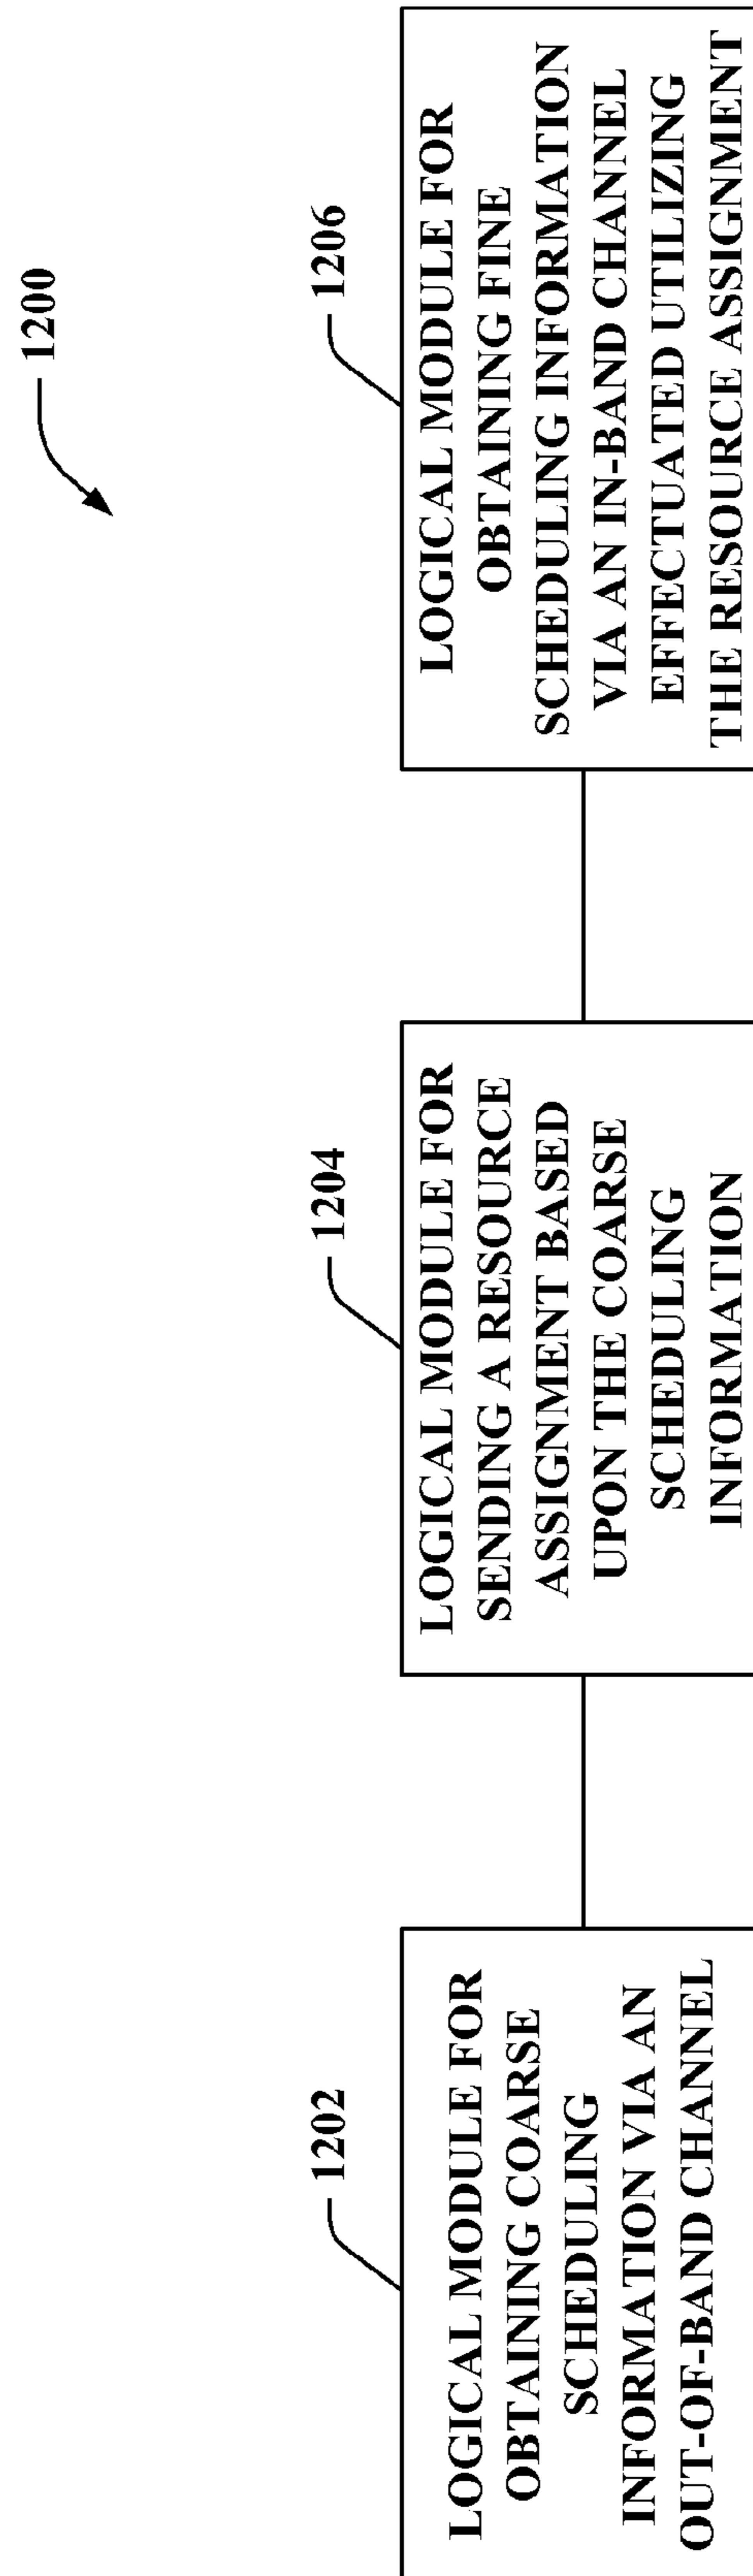 1200
1202
LOGICAL MODULE FOR
OBTAINING COARSE
SCHEDULING
INFORMATION VIA AN
OUT-OF-BAND CHANNEL
1204
LOGICAL MODULE FOR
SENDING A RESOURCE
ASSIGNMENT BASED
UPON THE COARSE
SCHEDULING
INFORMATION
1206
LOGICAL MODULE FOR
OBTAINING FINE
SCHEDULING INFORMATION
VIA AN IN-BAND CHANNEL
EFFECTUATED UTILIZING
THE RESOURCE ASSIGNMENT